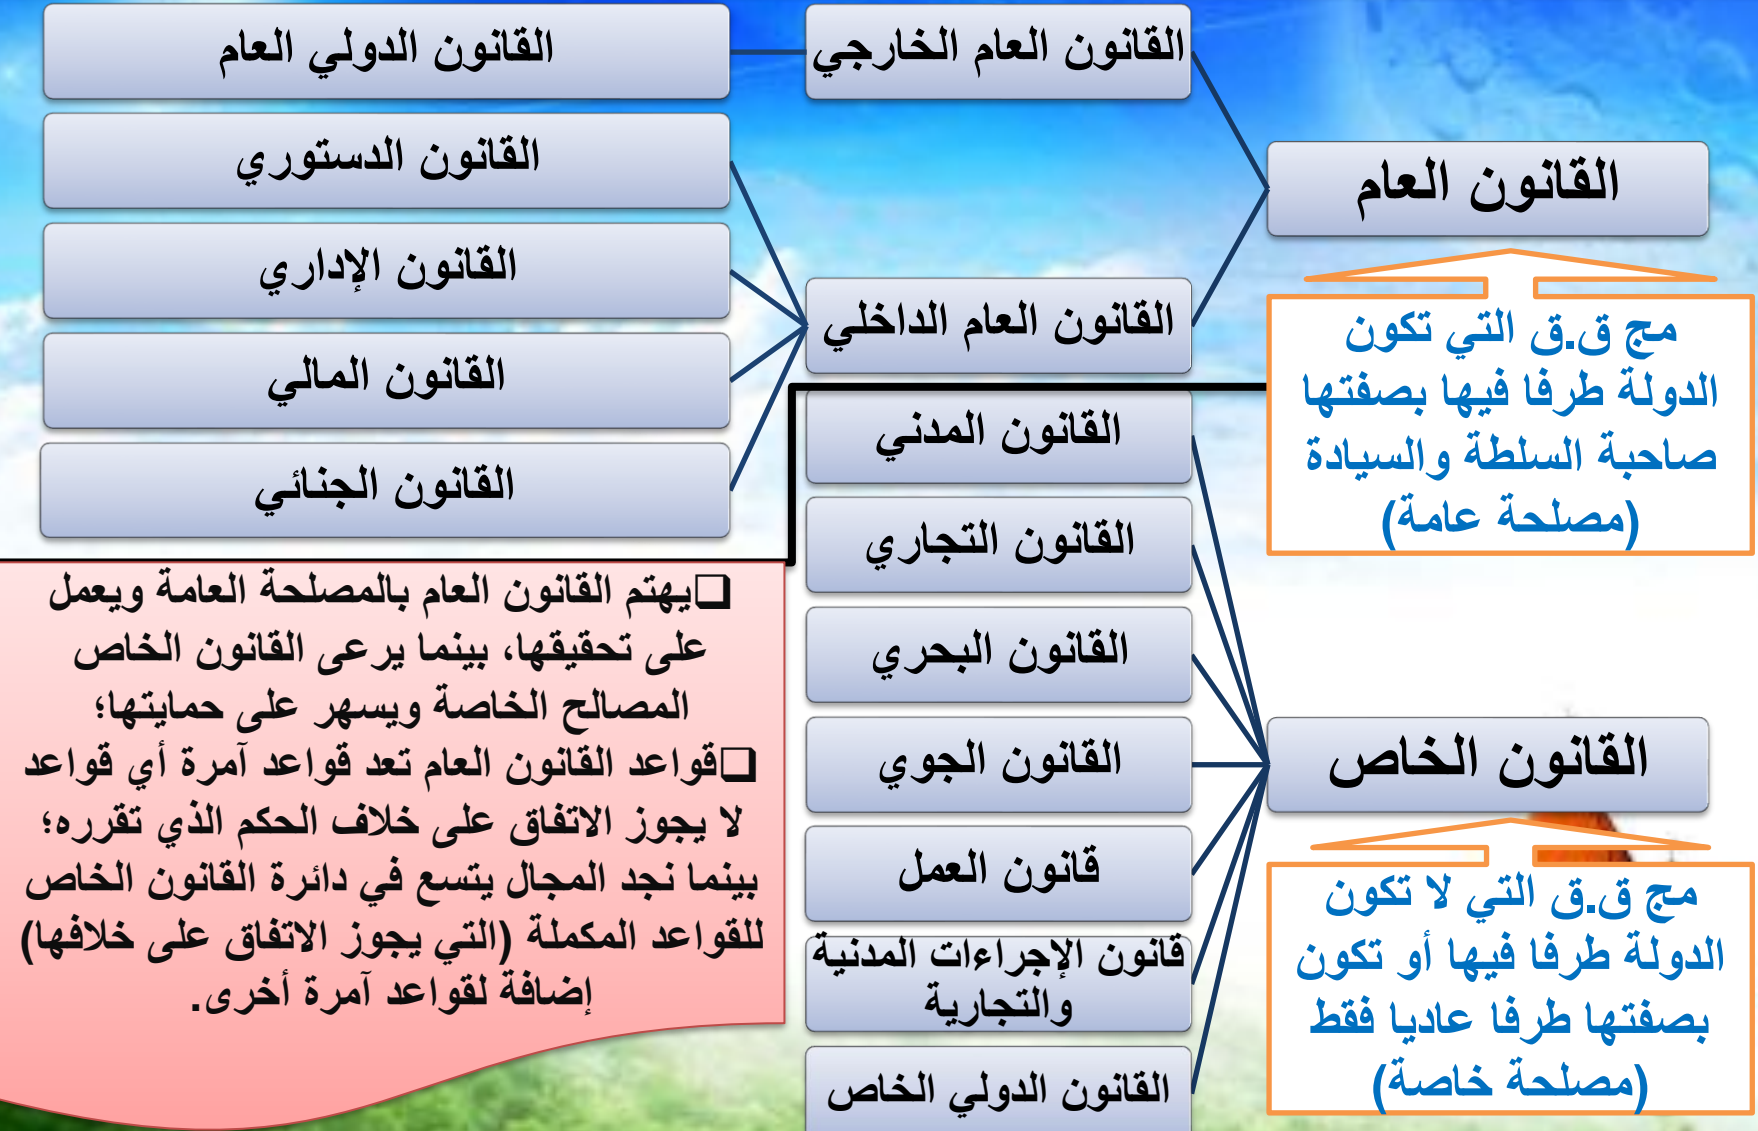 القانون العام
مج ق.ق التي تكون
الدولة طرفا فيها بصفتها
صاحبة السلطة والسيادة
(مصلحة عامة)
القانون العام الخارجي
القانون الدولي العام
القانون العام الداخلي
القانون الدستوري
القانون الإداري
القانون المالي
القانون الجنائي
القانون الخاص
مج ق.ق التي لا تكون
الدولة طرفا فيها أو تكون
بصفتها طرفا عاديا فقط
(مصلحة خاصة)
القانون المدني
القانون التجاري
القانون البحري
القانون الجوي
قانون العمل
قانون الإجراءات المدنية
والتجارية
القانون الدولي الخاص
❑يهتم القانون العام بالمصلحة العامة ويعمل
على تحقيقها، بينما يرعى القانون الخاص
المصالح الخاصة ويسهر على حمايتها؛
❑قواعد القانون العام تعد قواعد آمرة أي قواعد
لا يجوز الاتفاق على خلاف الحكم الذي تقرره؛
بينما نجد المجال يتسع في دائرة القانون الخاص
للقواعد المكملة (التي يجوز الاتفاق على خلافها)
إضافة لقواعد آمرة أخرى.